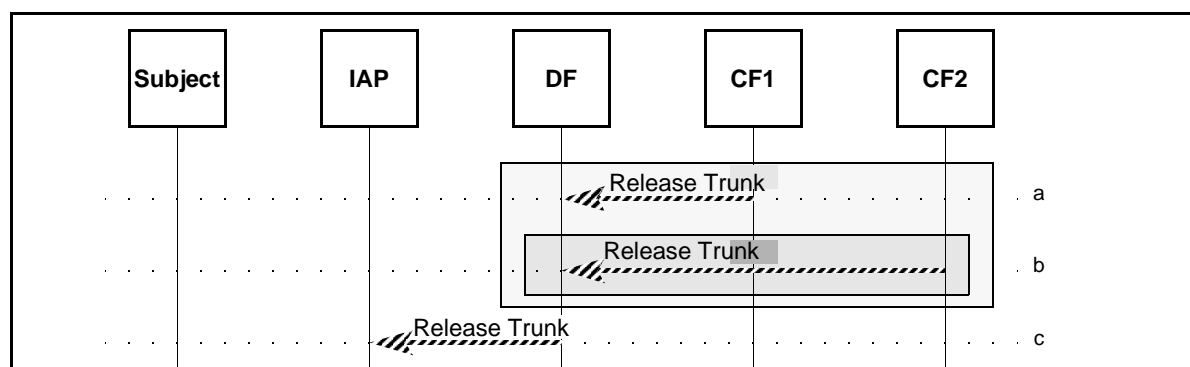 Subject IAP DF CF1 CF2
Release Trunk a
Release Trunk b
Release Trunk c